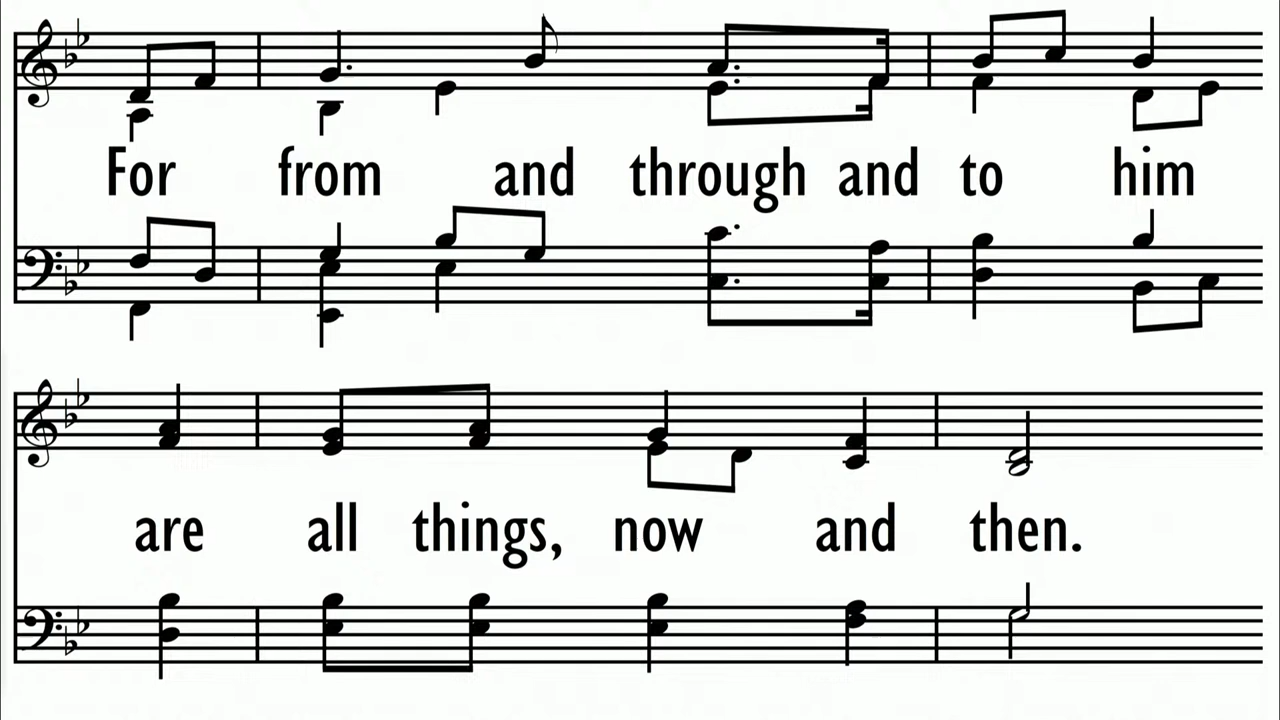 For from and through and to him
are all things, now and then.